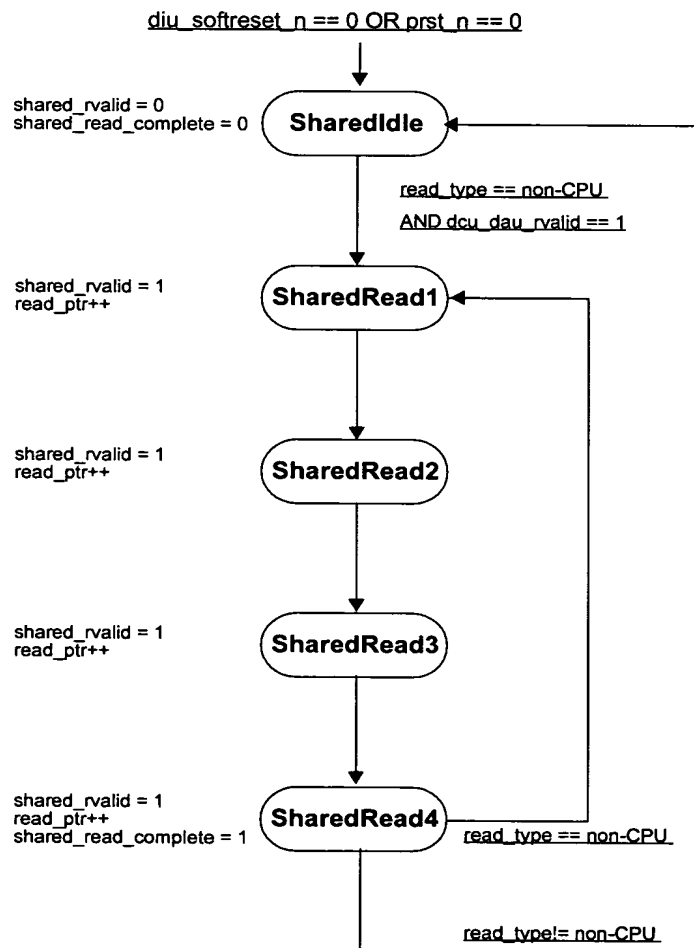 diu_softreset_n == 0 OR prst_n == 0
shared_rvalid = 0
shared_read_complete = 0
SharedIdle
read_type == non-CPU
AND dcu_dau_rvalid == 1
shared_rvalid = 1
read_ptr++
SharedRead1
shared_rvalid = 1
read_ptr++
SharedRead2
shared_rvalid = 1
read_ptr++
SharedRead3
shared_rvalid = 1
read_ptr++
shared_read_complete = 1
SharedRead4
read_type == non-CPU
read_type!= non-CPU